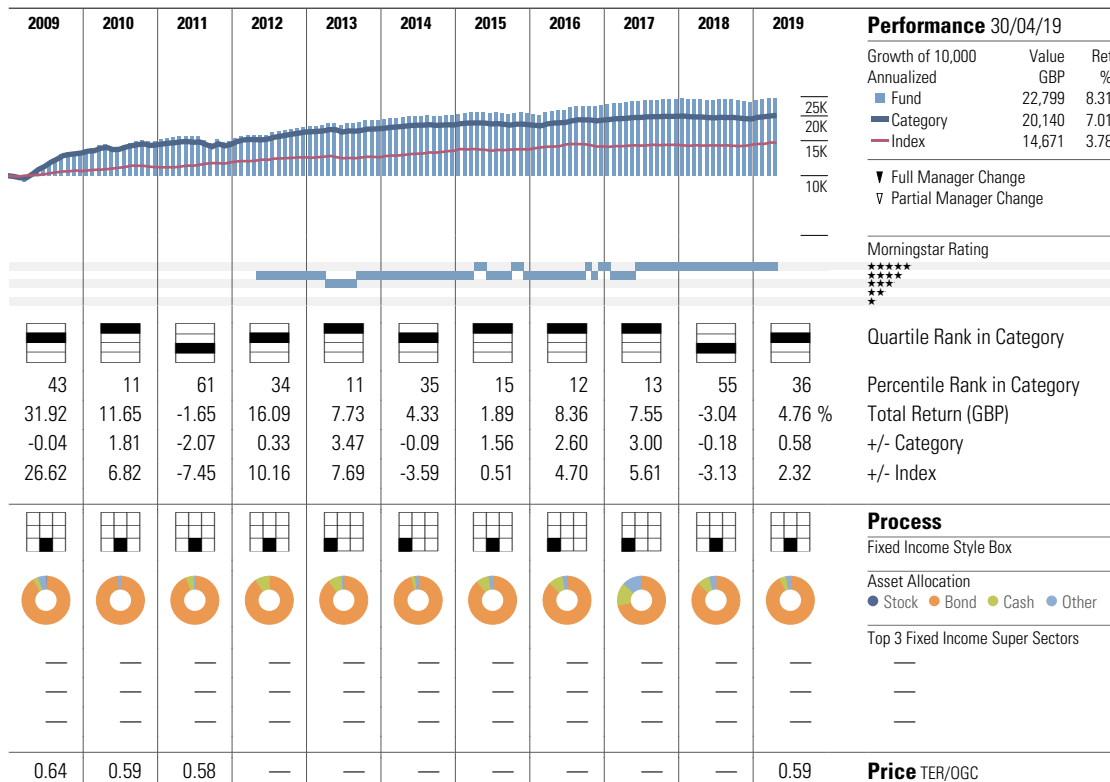 2009 2010 2011 2012 2013 2014 2015 2016 2017 2018 2019
Performance 30/04/19
Growth of 10,000 Value Ret
Annualized GBP %
Fund 22,799 8.31
Category 20,140 7.01
Index 14,671 3.78
25K
20K
15K
10K
▼ Full Manager Change
▽ Partial Manager Change
Morningstar Rating
★★★★★
★★★★
★★★
★★
★
Quartile Rank in Category
43 11 61 34 11 35 15 12 13 55 36 Percentile Rank in Category
31.92 11.65 -1.65 16.09 7.73 4.33 1.89 8.36 7.55 -3.04 4.76 % Total Return (GBP)
-0.04 1.81 -2.07 0.33 3.47 -0.09 1.56 2.60 3.00 -0.18 0.58 +/- Category
26.62 6.82 -7.45 10.16 7.69 -3.59 0.51 4.70 5.61 -3.13 2.32 +/- Index
Process
Fixed Income Style Box
Asset Allocation
Stock Bond Cash Other
Top 3 Fixed Income Super Sectors
— — — — — — — — — — — —
— — — — — — — — — — — —
— — — — — — — — — — — —
0.64 0.59 0.58 — — — — — — — 0.59 Price TER/OGC